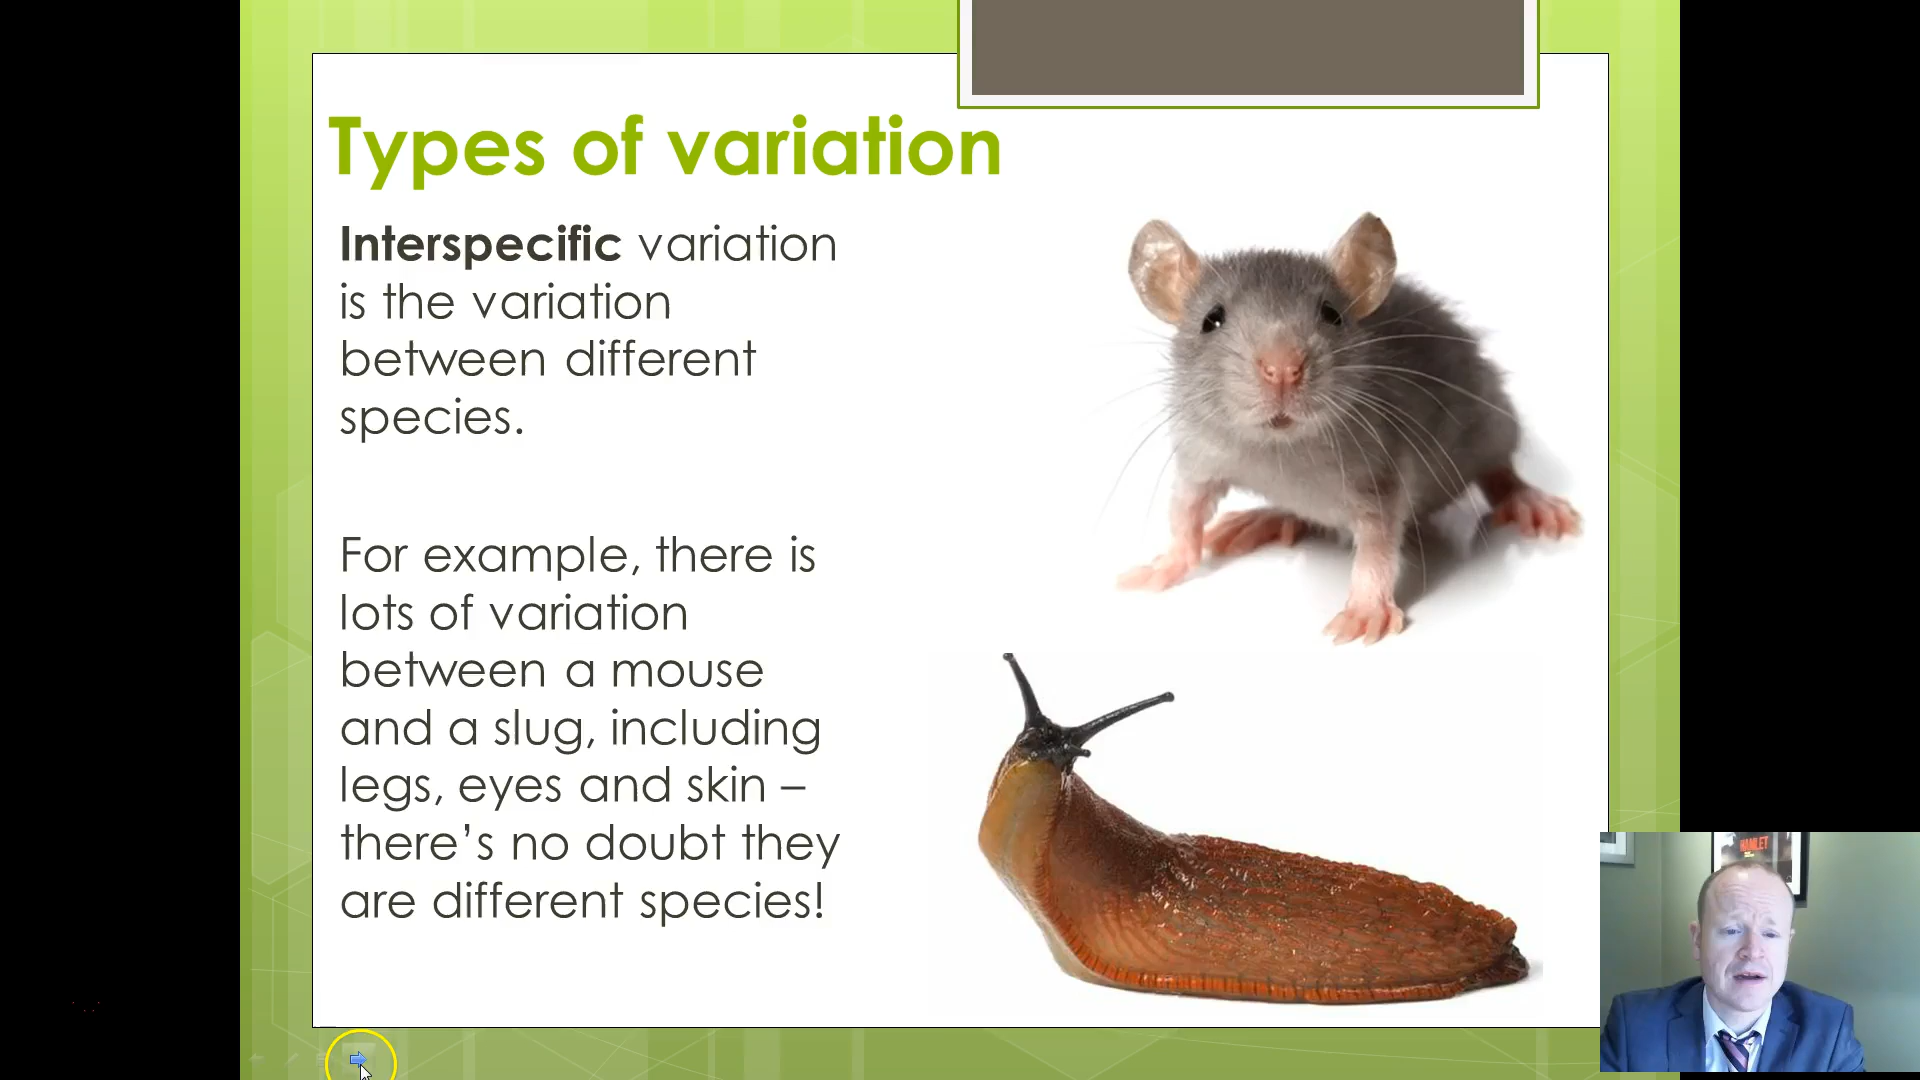 Types of variation
Interspecific variation
is the variation
between different
species.
For example, there is
lots of variation
between a mouse
and a slug, including
legs, eyes and skin –
there’s no doubt they
are different species!
HAMLET